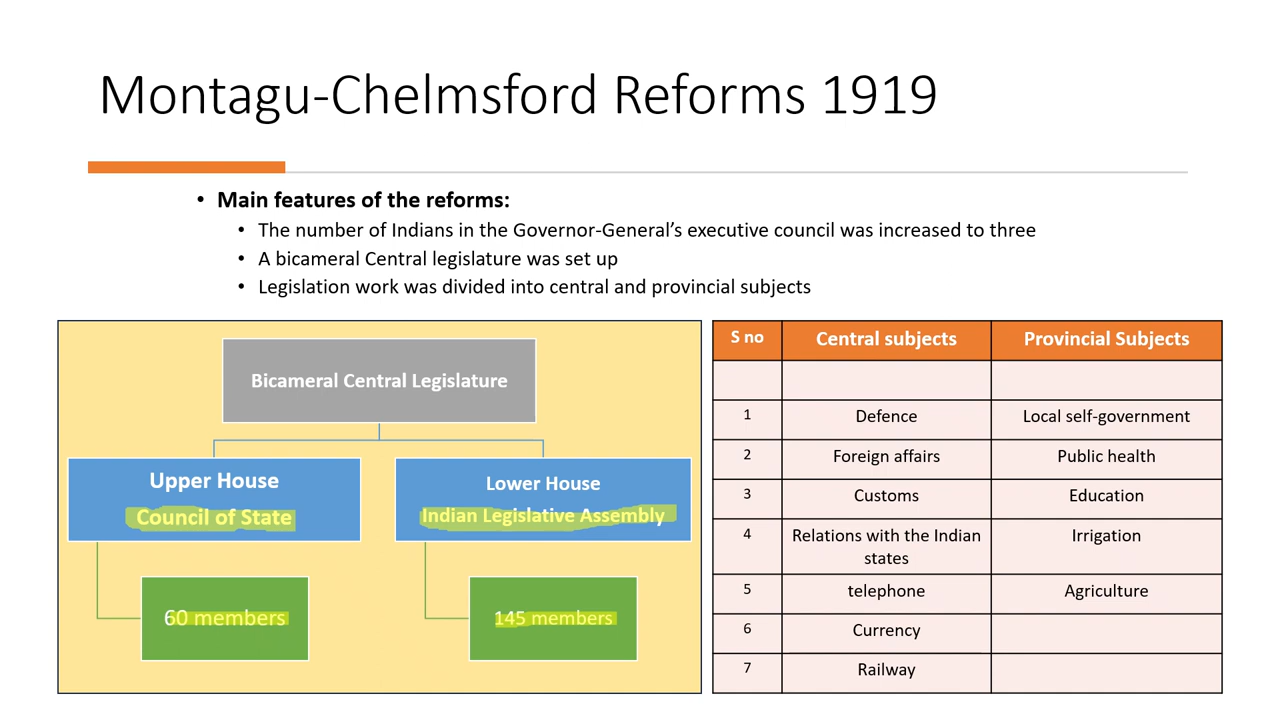 Montagu-Chelmsford Reforms 1919
• Main features of the reforms:
• The number of Indians in the Governor-General’s executive council was increased to three
• A bicameral Central legislature was set up
• Legislation work was divided into central and provincial subjects
Bicameral Central Legislature
Upper House
Council of State
Lower House
Indian Legislative Assembly
60 members
145 members
S no Central subjects Provincial Subjects
1 Defence Local self-government
2 Foreign affairs Public health
3 Customs Education
4 Relations with the Indian states Irrigation
5 telephone Agriculture
6 Currency
7 Railway